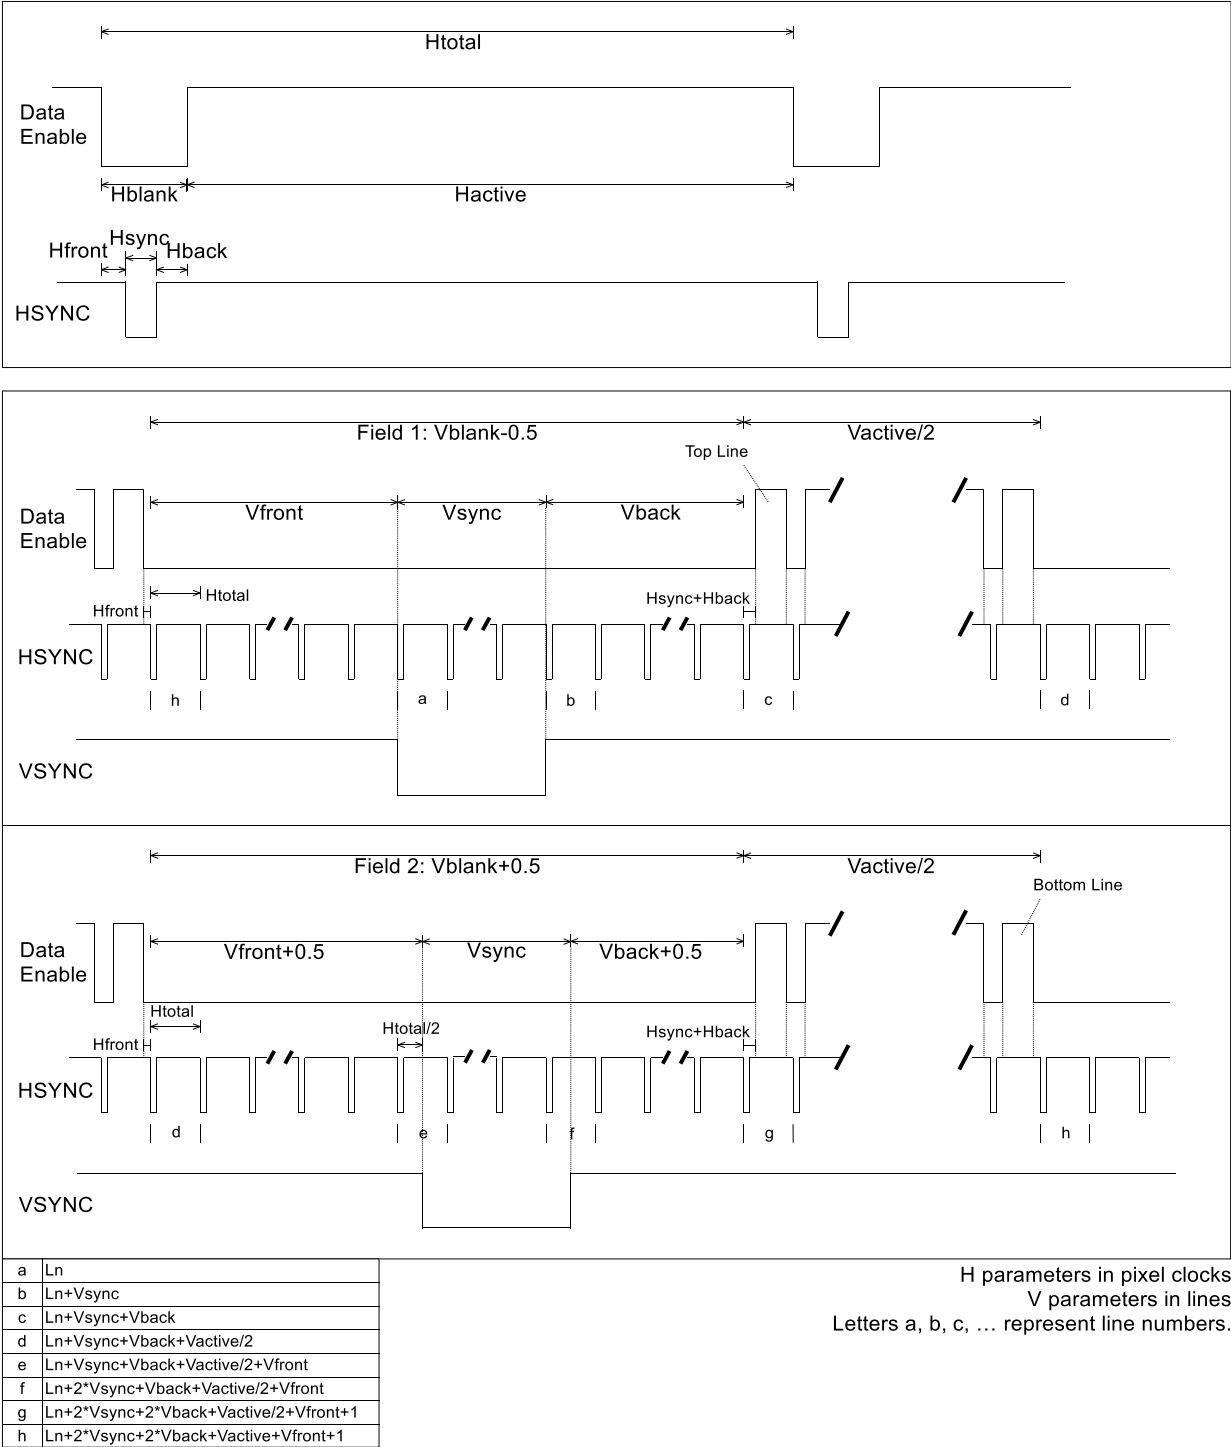 Htotal
Data
Enable
Hblank
Hactive
Hsync
Hfront
Hback
HSYNC
Field 1: Vblank-0.5
Vactive/2
Top Line
Data
Enable
Vfront
Vsync
Vback
Htotal
Hfront
Hsync+Hback
HSYNC
h
a
b
c
d
VSYNC
Field 2: Vblank+0.5
Vactive/2
Bottom Line
Data
Enable
Vfront+0.5
Vsync
Vback+0.5
Htotal
Htotal/2
Hfront
Hsync+Hback
HSYNC
d
e
f
g
h
VSYNC
a Ln
b Ln+Vsync
c Ln+Vsync+Vback
d Ln+Vsync+Vback+Vactive/2
e Ln+Vsync+Vback+Vactive/2+Vfront
f Ln+2*Vsync+Vback+Vactive/2+Vfront
g Ln+2*Vsync+2*Vback+Vactive/2+Vfront+1
h Ln+2*Vsync+2*Vback+Vactive+Vfront+1
H parameters in pixel clocks
V parameters in lines
Letters a, b, c, … represent line numbers.